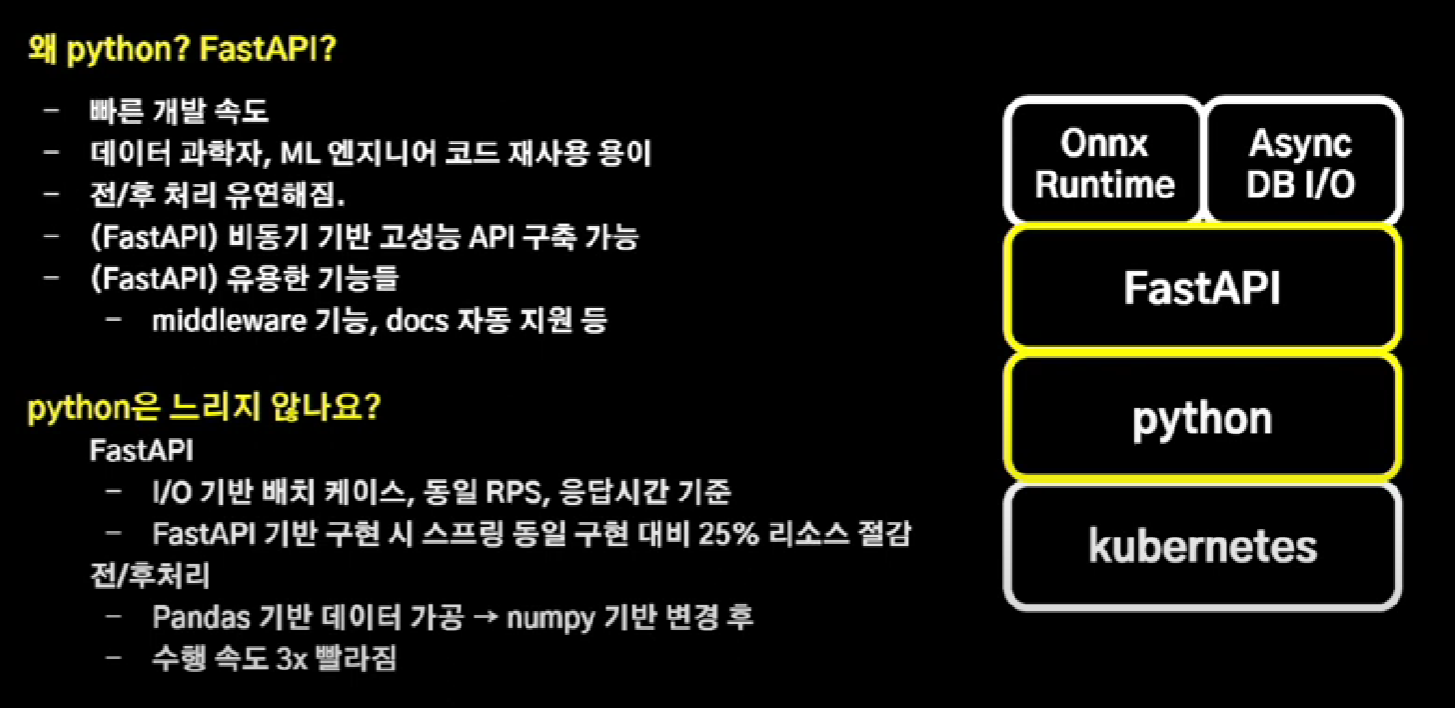 왜 python? FastAPI?
- 빠른 개발 속도
- 데이터 과학자, ML 엔지니어 코드 재사용 용이
- 전/후 처리 유연해짐.
- (FastAPI) 비동기 기반 고성능 API 구축 가능
- (FastAPI) 유용한 기능들
- middleware 기능, docs 자동 지원 등
python은 느리지 않나요?
FastAPI
- I/O 기반 배치 케이스, 동일 RPS, 응답시간 기준
- FastAPI 기반 구현 시 스프링 동일 구현 대비 25% 리소스 절감
전/후처리
- Pandas 기반 데이터 가공 → numpy 기반 변경 후
- 수행 속도 3x 빨라짐
Onnx
Runtime
Async
DB I/O
FastAPI
python
kubernetes